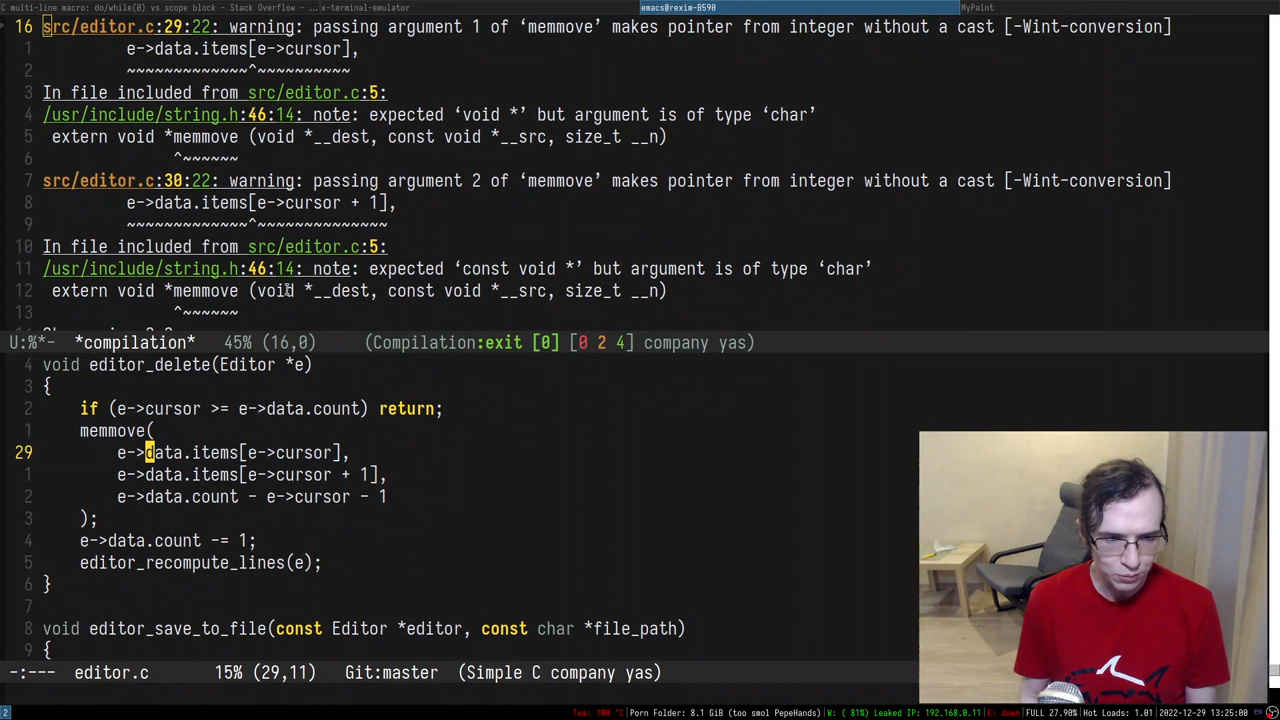 C multi-line macro: do/while(0) vs scope block - Stack Overflow - ...
x-terminal-emulator
emacs@rexim-B590
MyPaint
16 src/editor.c:29:22: warning: passing argument 1 of ‘memmove’ makes pointer from integer without a cast [-Wint-conversion]
1 e->data.items[e->cursor],
2 ~~~~~~~~~~~~~^~~~~~~~~~~
3 In file included from src/editor.c:5:
4 /usr/include/string.h:46:14: note: expected ‘void *’ but argument is of type ‘char’
5 extern void *memmove (void *__dest, const void *__src, size_t __n)
6 ^~~~~~~
7 src/editor.c:30:22: warning: passing argument 2 of ‘memmove’ makes pointer from integer without a cast [-Wint-conversion]
8 e->data.items[e->cursor + 1],
9 ~~~~~~~~~~~~~^~~~~~~~~~~~~~~
10 In file included from src/editor.c:5:
11 /usr/include/string.h:46:14: note: expected ‘const void *’ but argument is of type ‘char’
12 extern void *memmove (void *__dest, const void *__src, size_t __n)
13 ^~~~~~~
U:%*- *compilation* 45% (16,0) (Compilation:exit [0] [0 2 4] company yas)
4 void editor_delete(Editor *e)
3 {
2 if (e->cursor >= e->data.count) return;
1 memmove(
29 e->data.items[e->cursor],
1 e->data.items[e->cursor + 1],
2 e->data.count - e->cursor - 1
3 );
4 e->data.count -= 1;
5 editor_recompute_lines(e);
6 }
7
8 void editor_save_to_file(const Editor *editor, const char *file_path)
9 {
-:--- editor.c 15% (29,11) Git:master (Simple C company yas)
2 Tea: 100 °C | Porn Folder: 8.1 GiB (too smol PepeHands) | W: ( 81%) Leaked IP: 192.168.0.11 | E: down | FULL 27.90% | Hot Loads: 1.01 | 2022-12-29 13:25:00 EN